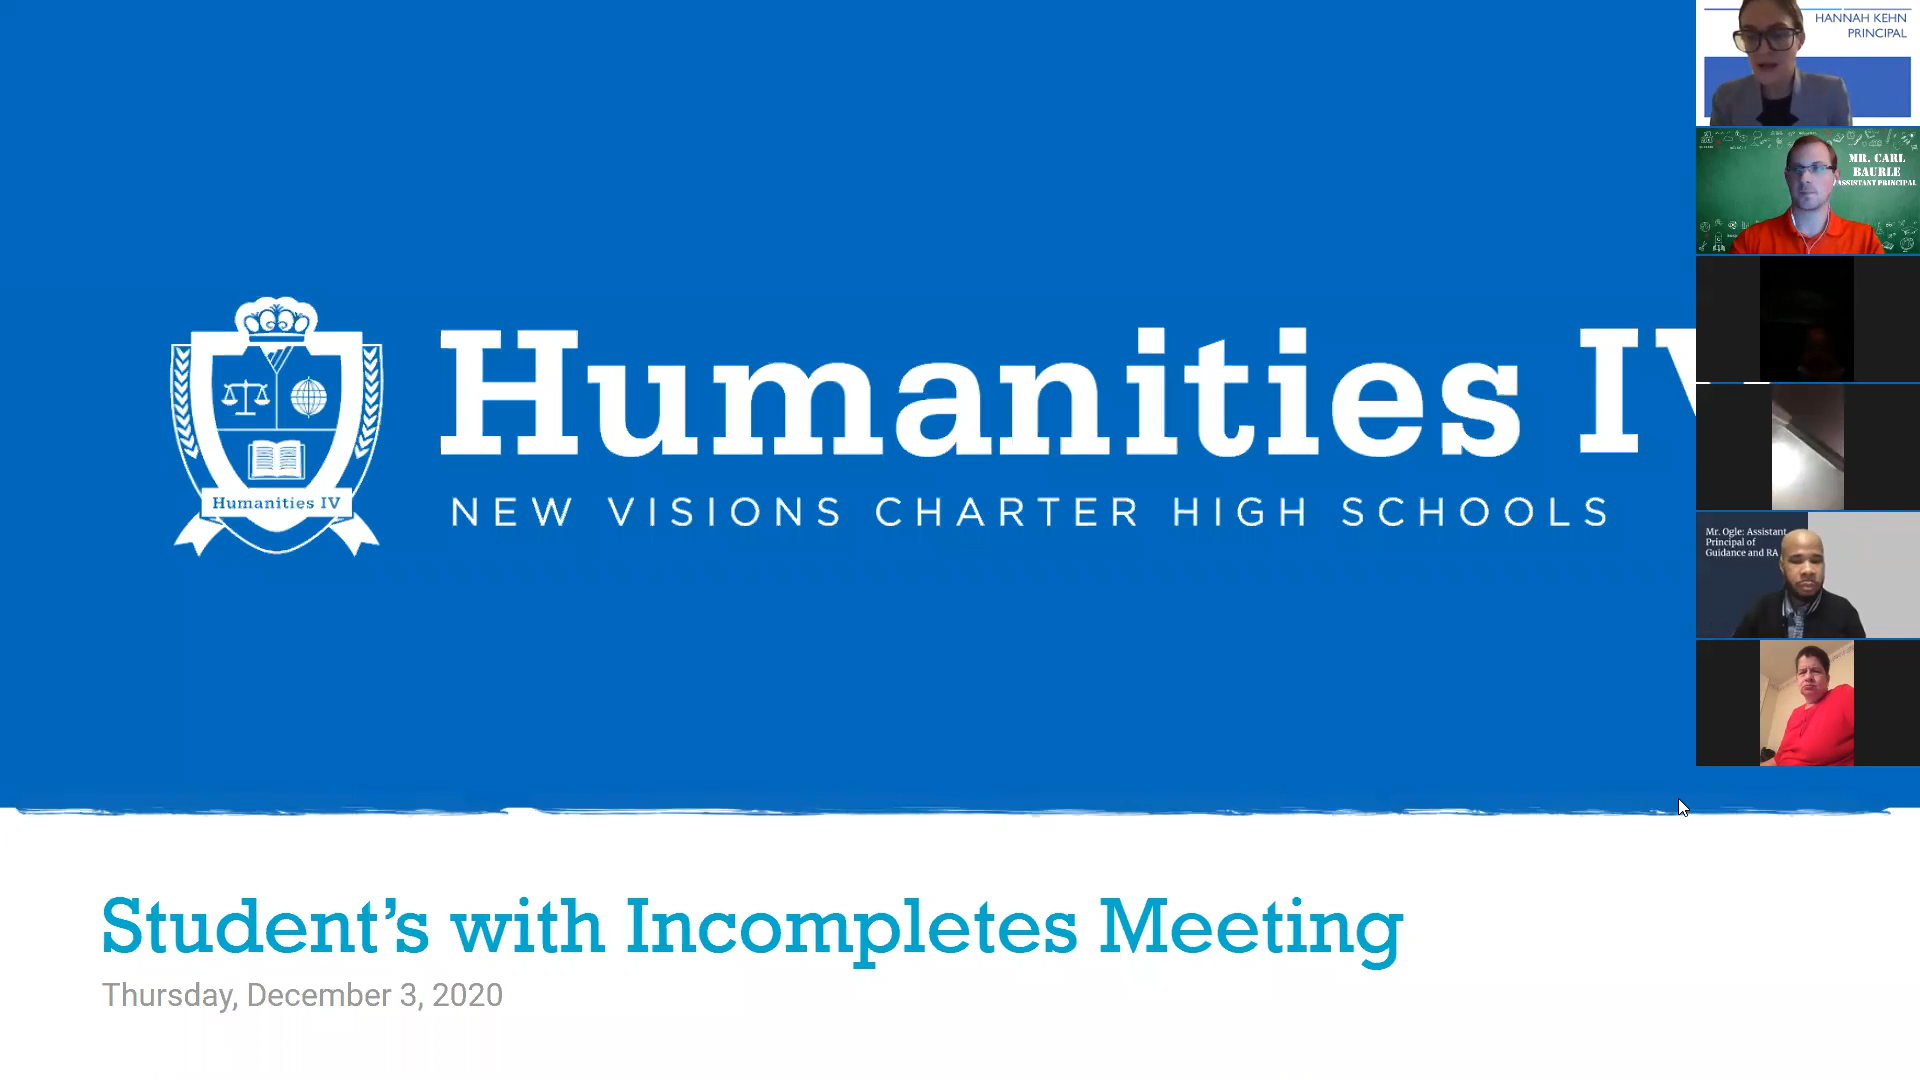 Humanities IV
Humanities IV
NEW VISIONS CHARTER HIGH SCHOOLS
Student's with Incompletes Meeting
Thursday, December 3, 2020
HANNAH KEHN
PRINCIPAL
MR. CARL
BAURLE
ASSISTANT PRINCIPAL
Mr. Ogle: Assistant
Principal of
Guidance and RA